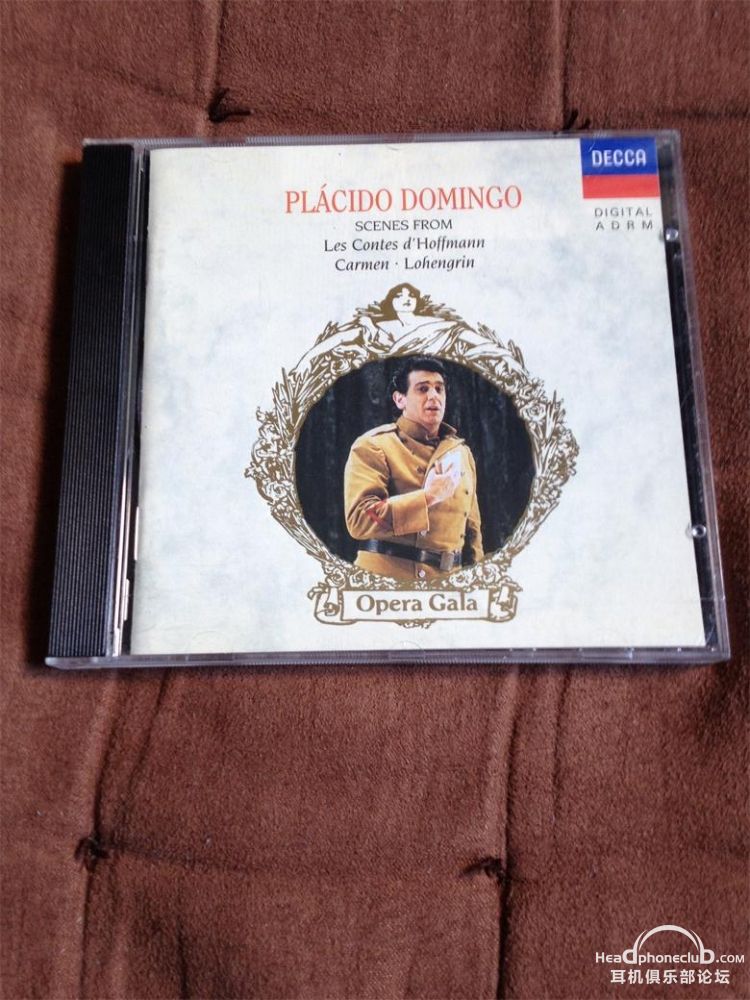 DECCA
DIGITAL
ADRM
PLÁCIDO DOMINGO
SCENES FROM
Les Contes d'Hoffmann
Carmen · Lohengrin
Opera Gala
HeadphoneClub.com
耳机俱乐部论坛